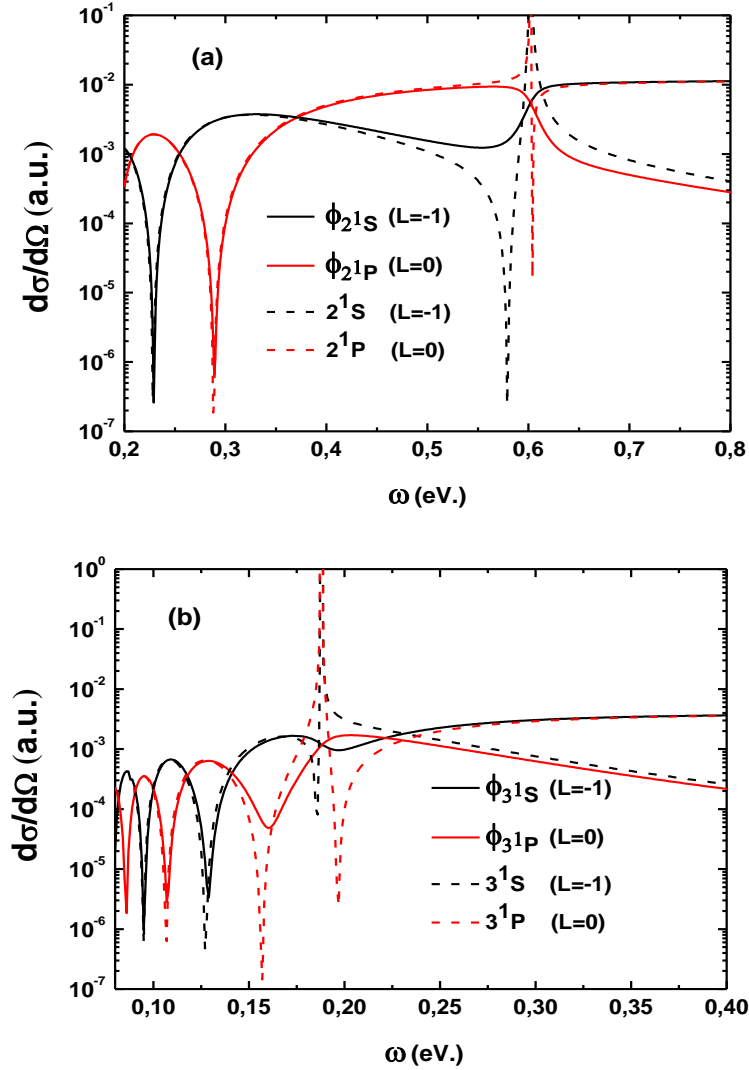 (a)
10⁻²
10⁻³
10⁻⁴
10⁻⁵
10⁻⁶
10⁻⁷
dσ/dΩ (a.u.)
ϕ₂¹S (L=-1)
ϕ₂¹P (L=0)
2¹S (L=-1)
2¹P (L=0)
0,2 0,3 0,4 0,5 0,6 0,7 0,8
ω (eV.)
(b)
10⁰
10⁻¹
10⁻²
10⁻³
10⁻⁴
10⁻⁵
10⁻⁶
10⁻⁷
dσ/dΩ (a.u.)
ϕ₃¹S (L=-1)
ϕ₃¹P (L=0)
3¹S (L=-1)
3¹P (L=0)
0,10 0,15 0,20 0,25 0,30 0,35 0,40
ω (eV.)